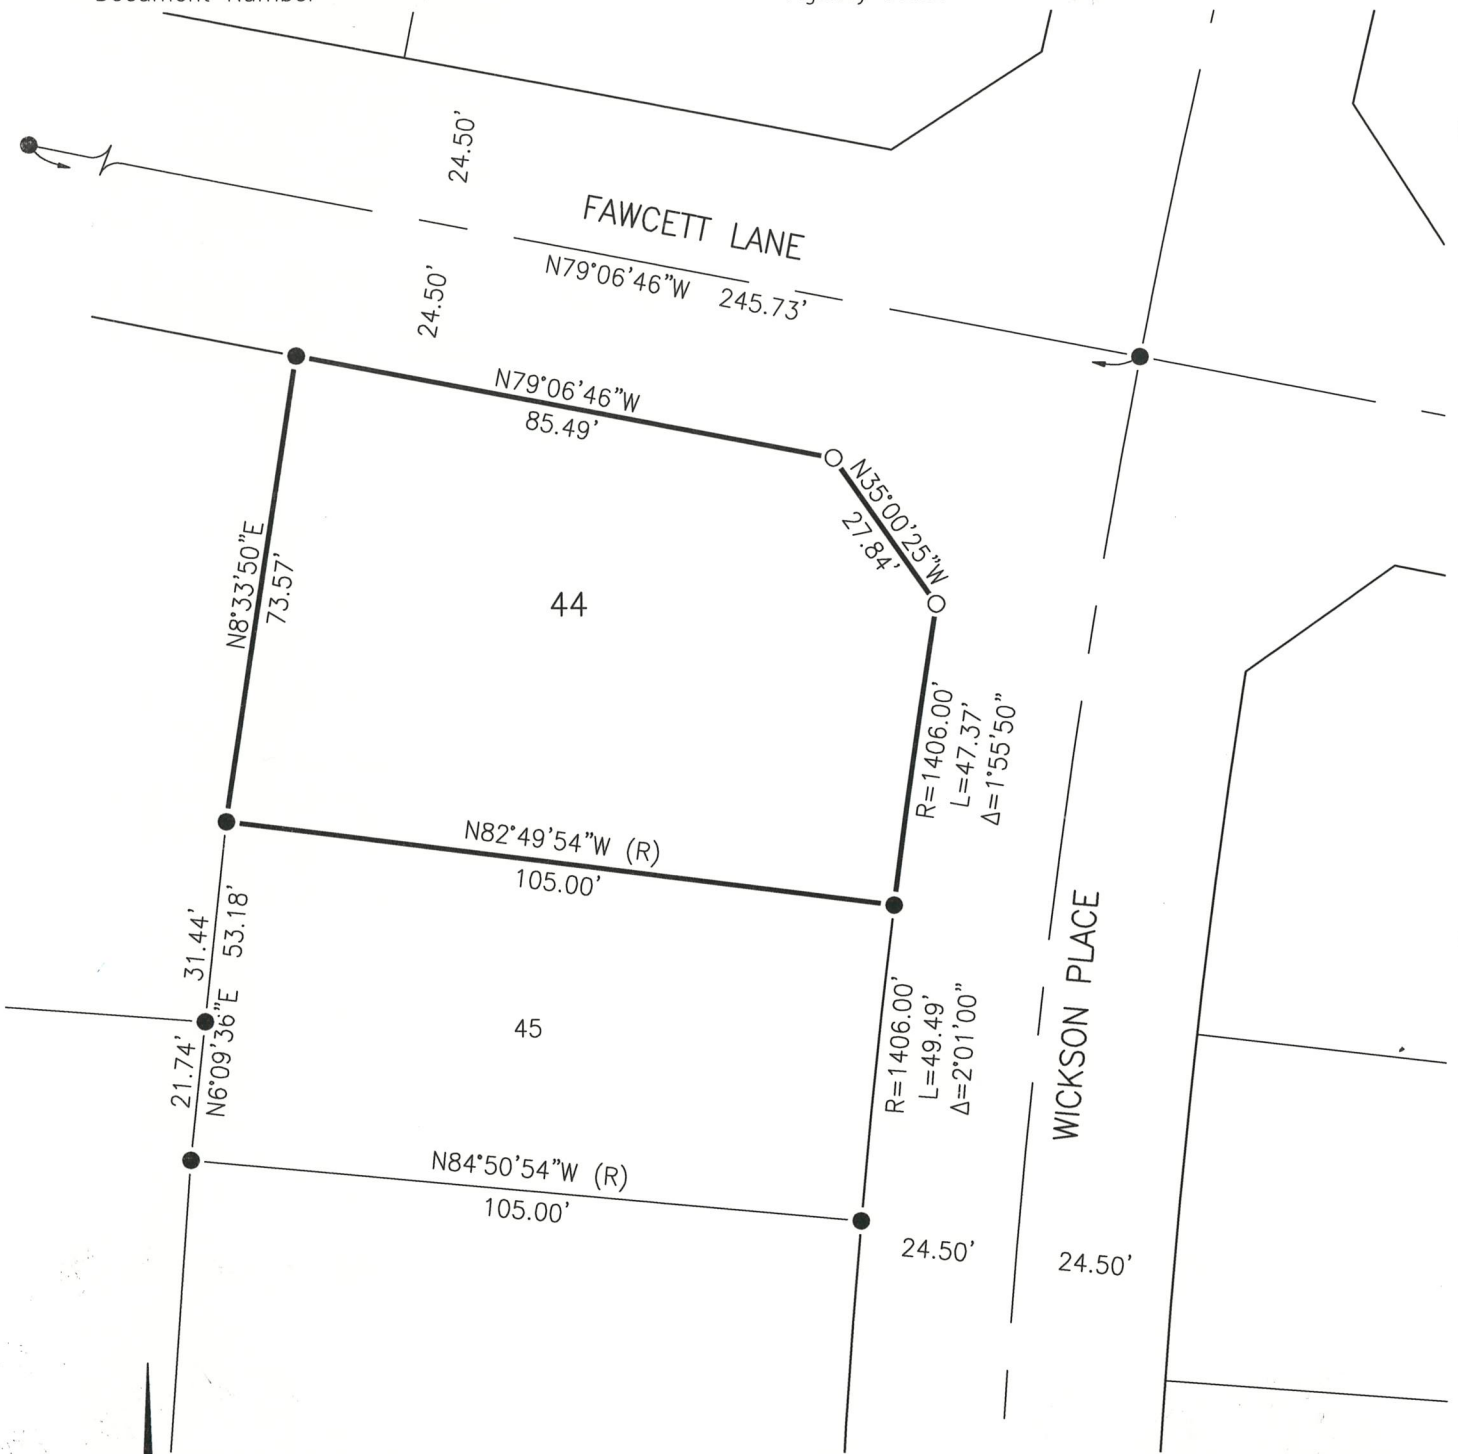 24.50'
FAWCETT LANE
N79°06'46"W 245.73'
24.50'
N79°06'46"W
85.49'
N35°00'25"W
27.84'
N8°33'50"E
73.57'
44
R=1406.00'
L=47.37'
Δ=1°55'50"
N82°49'54"W (R)
105.00'
31.44'
53.18'
N6°09'36"E
21.74'
45
R=1406.00'
L=49.49'
Δ=2°01'00"
WICKSON PLACE
N84°50'54"W (R)
105.00'
24.50'
24.50'